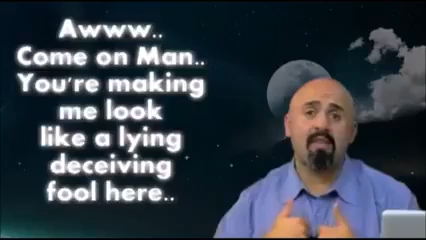 Awww..
Come on Man..
You're making
me look
like a lying
deceiving
fool here..